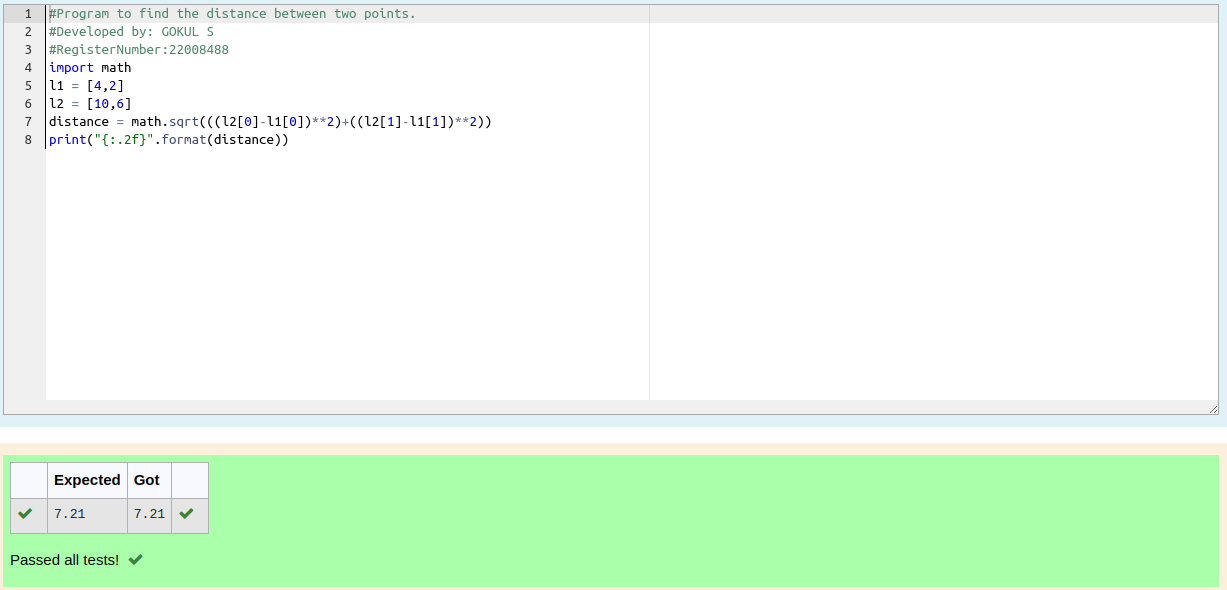 1 #Program to find the distance between two points.
2 #Developed by: GOKUL S
3 #RegisterNumber:22008488
4 import math
5 l1 = [4,2]
6 l2 = [10,6]
7 distance = math.sqrt(((l2[0]-l1[0])**2)+((l2[1]-l1[1])**2))
8 print("{:.2f}".format(distance))
Expected Got
7.21 7.21
Passed all tests!